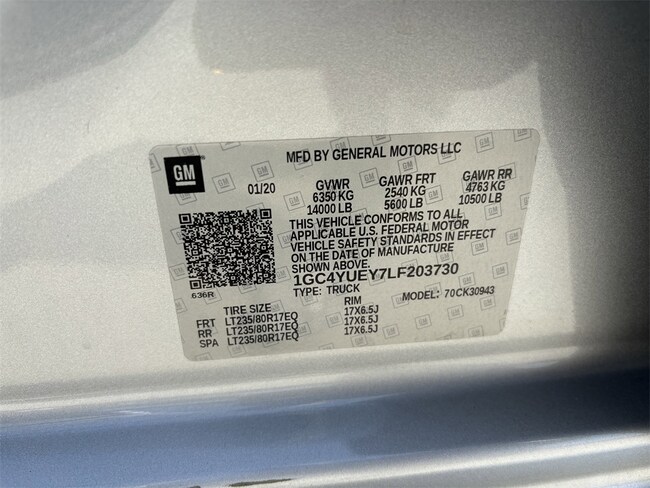 GM
MFD BY GENERAL MOTORS LLC
01/20
GVWR GAWR FRT GAWR RR
6350 KG 2540 KG 4763 KG
14000 LB 5600 LB 10500 LB
THIS VEHICLE CONFORMS TO ALL
APPLICABLE U.S. FEDERAL MOTOR
VEHICLE SAFETY STANDARDS IN EFFECT
ON THE DATE OF MANUFACTURE
SHOWN ABOVE.
1GC4YUEY7LF203730
TYPE: TRUCK MODEL: 70CK30943
636R
TIRE SIZE RIM
FRT LT235/80R17EQ 17X6.5J
RR LT235/80R17EQ 17X6.5J
SPA LT235/80R17EQ 17X6.5J